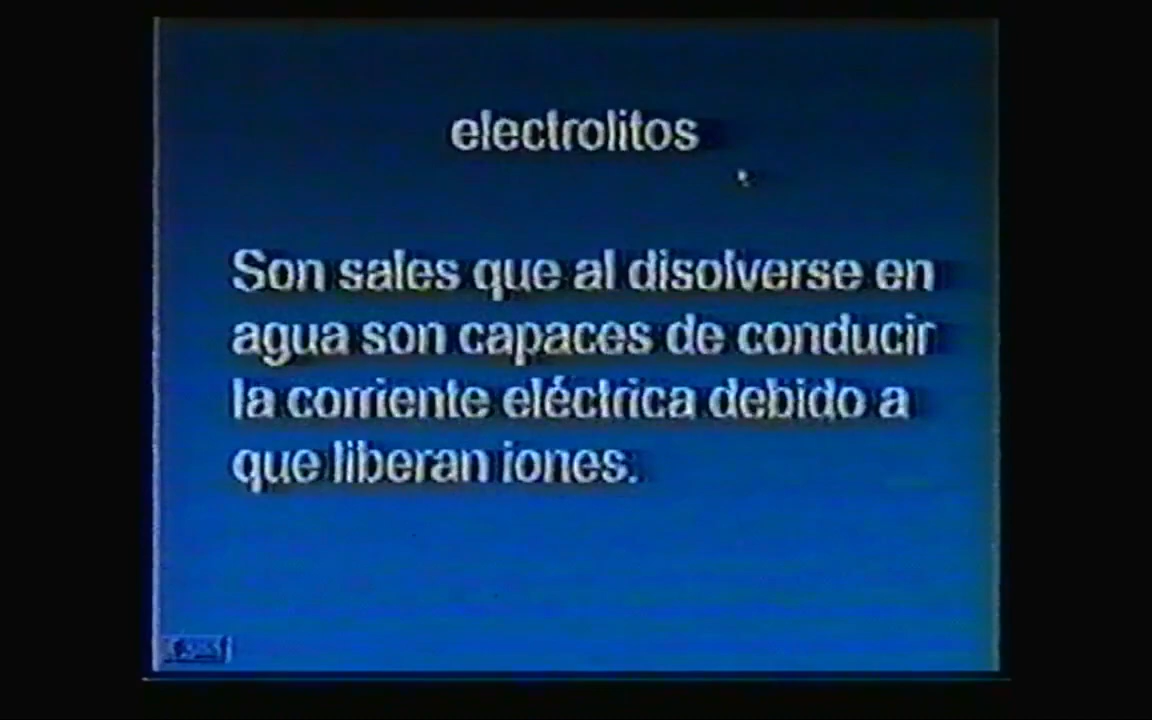 electrolitos
Son sales que al disolverse en
agua son capaces de conducir
la corriente eléctrica debido a
que liberan iones.